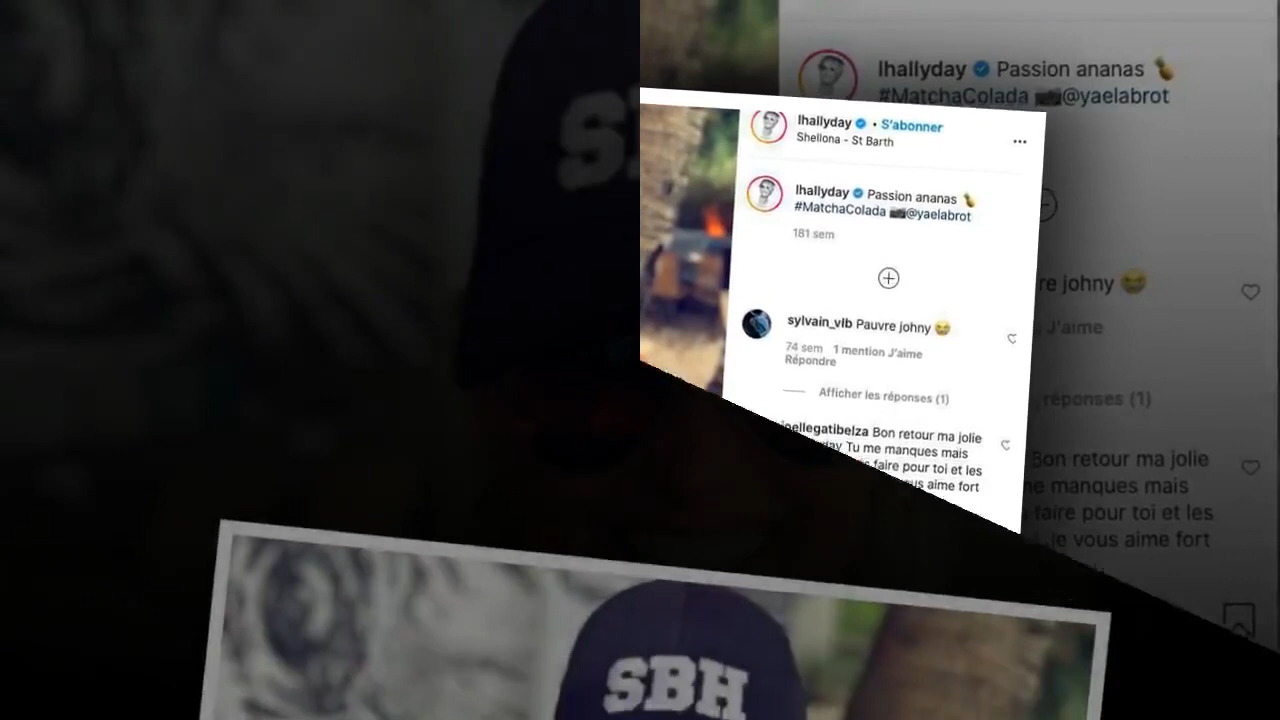 lhallyday Passion ananas 🍍
#MatchaColada 📷@yaelabrot
lhallyday • S'abonner
Shellona - St Barth
lhallyday Passion ananas 🍍
#MatchaColada 📷@yaelabrot
181 sem
sylvain_vlb Pauvre johny 😂
74 sem 1 mention J'aime
Répondre
Afficher les réponses (1)
Bon retour ma jolie
Tu me manques mais
faire pour toi et les
aime fort
johny 😂
J'aime
réponses (1)
Bon retour ma jolie
manques mais
faire pour toi et les
je vous aime fort
SBH